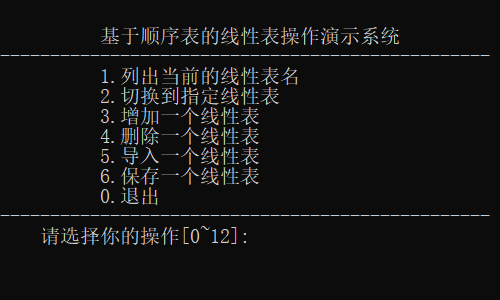 基于顺序表的线性表操作演示系统
1.列出当前的线性表名
2.切换到指定线性表
3.增加一个线性表
4.删除一个线性表
5.导入一个线性表
6.保存一个线性表
0.退出
请选择你的操作[0~12]: